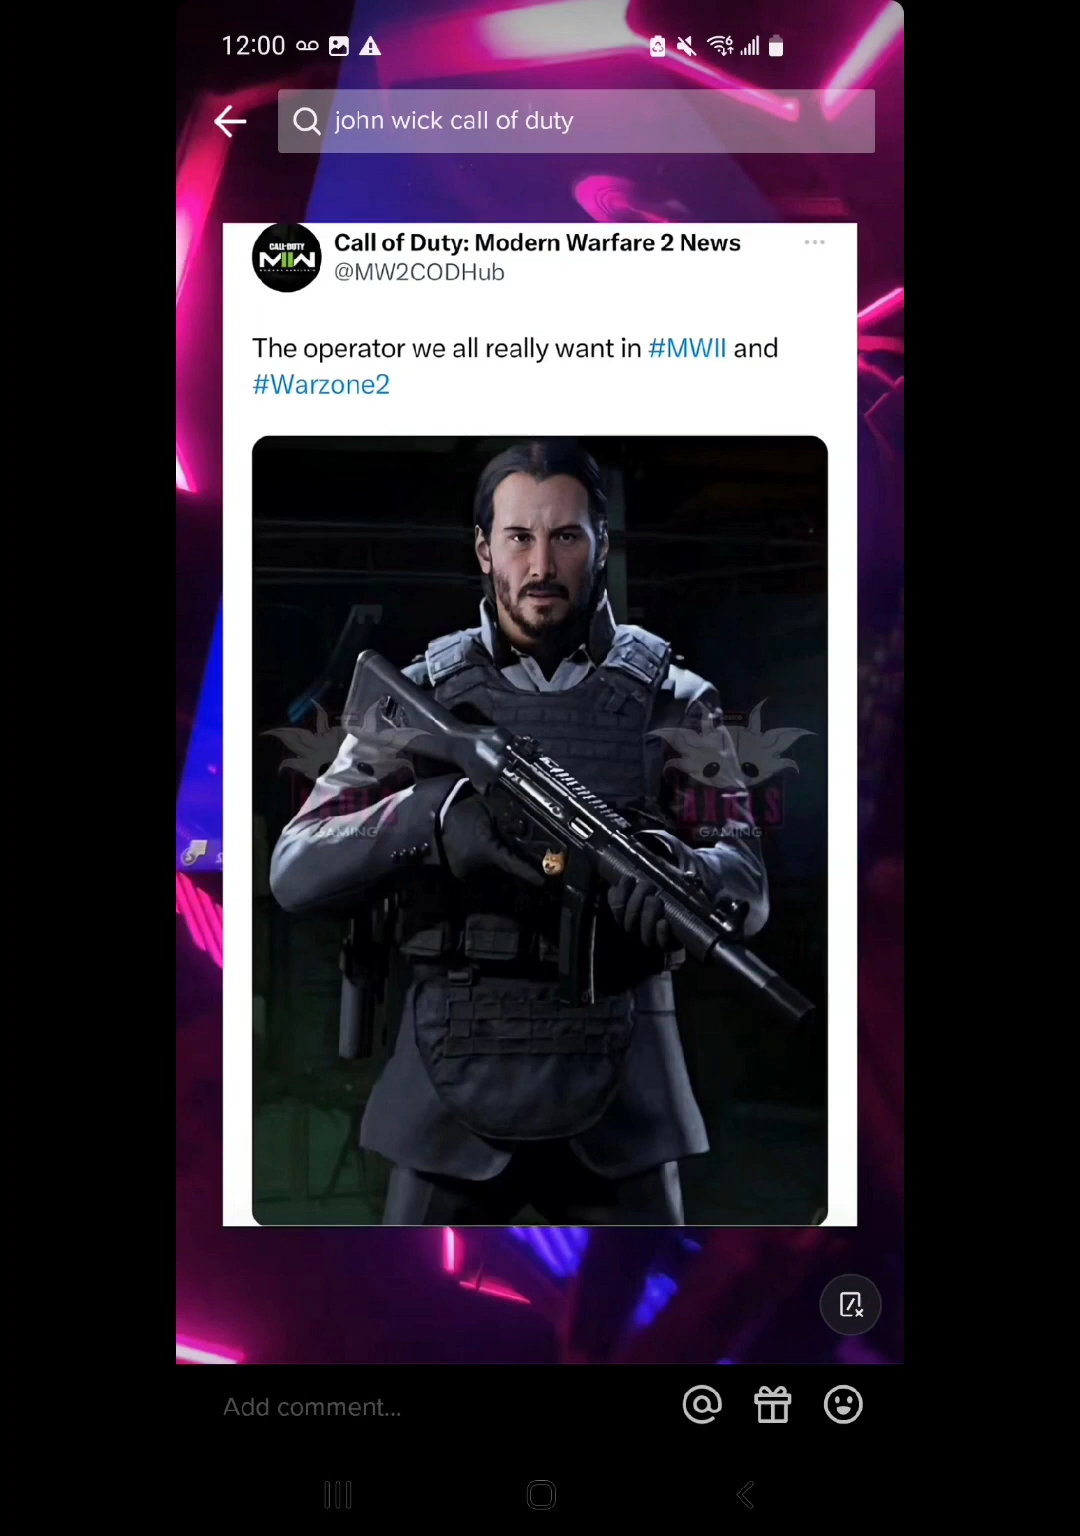 12:00
john wick call of duty
CALL OF DUTY
MWII
Call of Duty: Modern Warfare 2 News
@MW2CODHub
The operator we all really want in #MWII and
#Warzone2
GAMING
GAMING
Add comment...